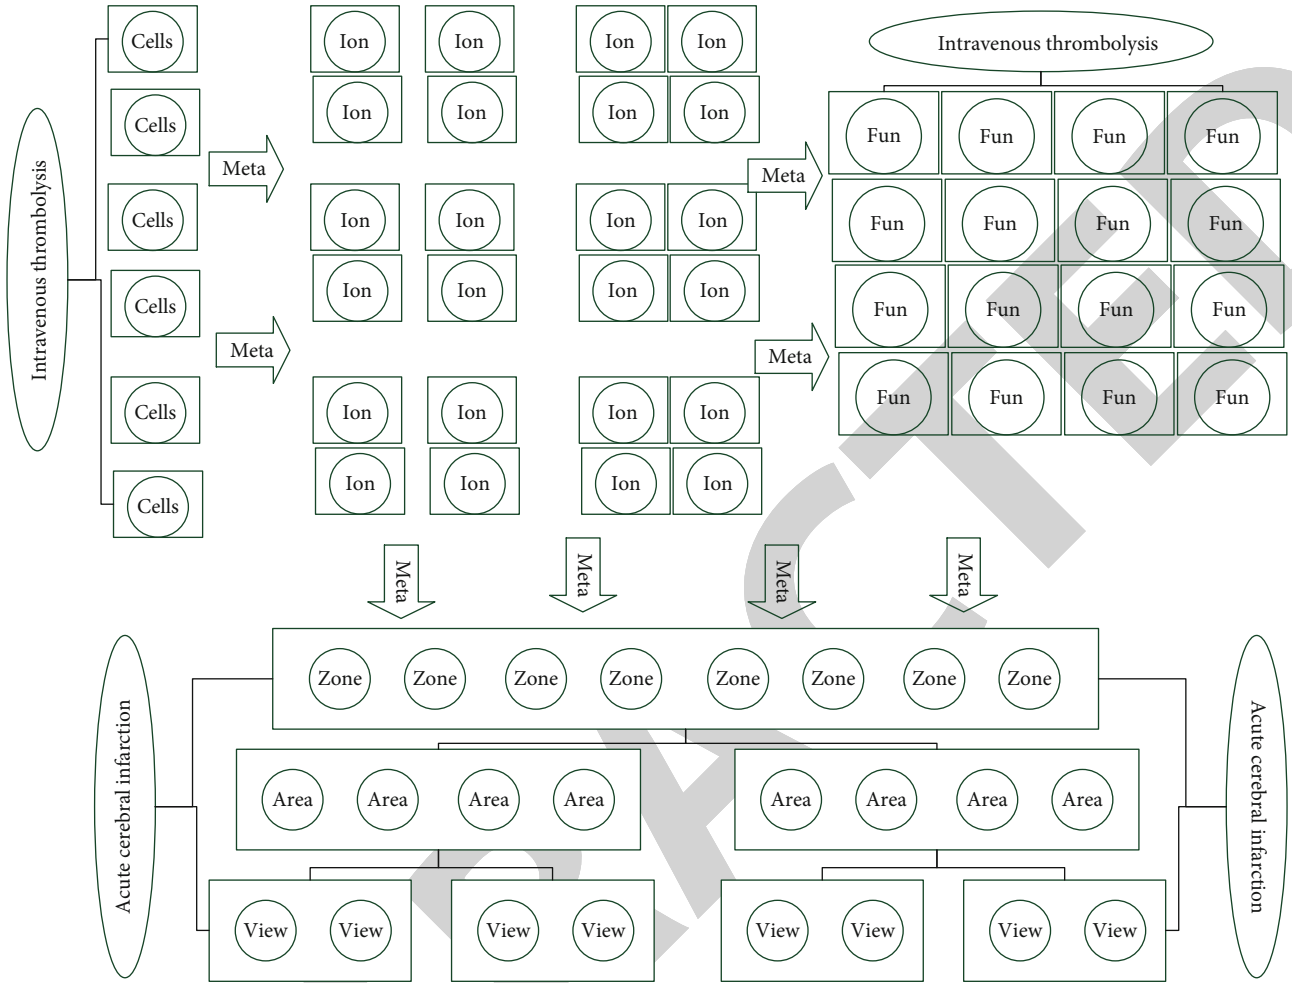 Intravenous thrombolysis
Cells
Cells
Cells
Cells
Cells
Cells
Meta
Meta
Ion Ion Ion Ion
Ion Ion Ion Ion
Ion Ion Ion Ion
Ion Ion Ion Ion
Ion Ion Ion Ion
Ion Ion Ion Ion
Meta
Meta
Intravenous thrombolysis
Fun Fun Fun Fun
Fun Fun Fun Fun
Fun Fun Fun Fun
Fun Fun Fun Fun
Meta Meta Meta Meta
Acute cerebral infarction
Zone Zone Zone Zone Zone Zone Zone Zone
Area Area Area Area Area Area Area Area
View View View View View View View View
Acute cerebral infarction
RACTED